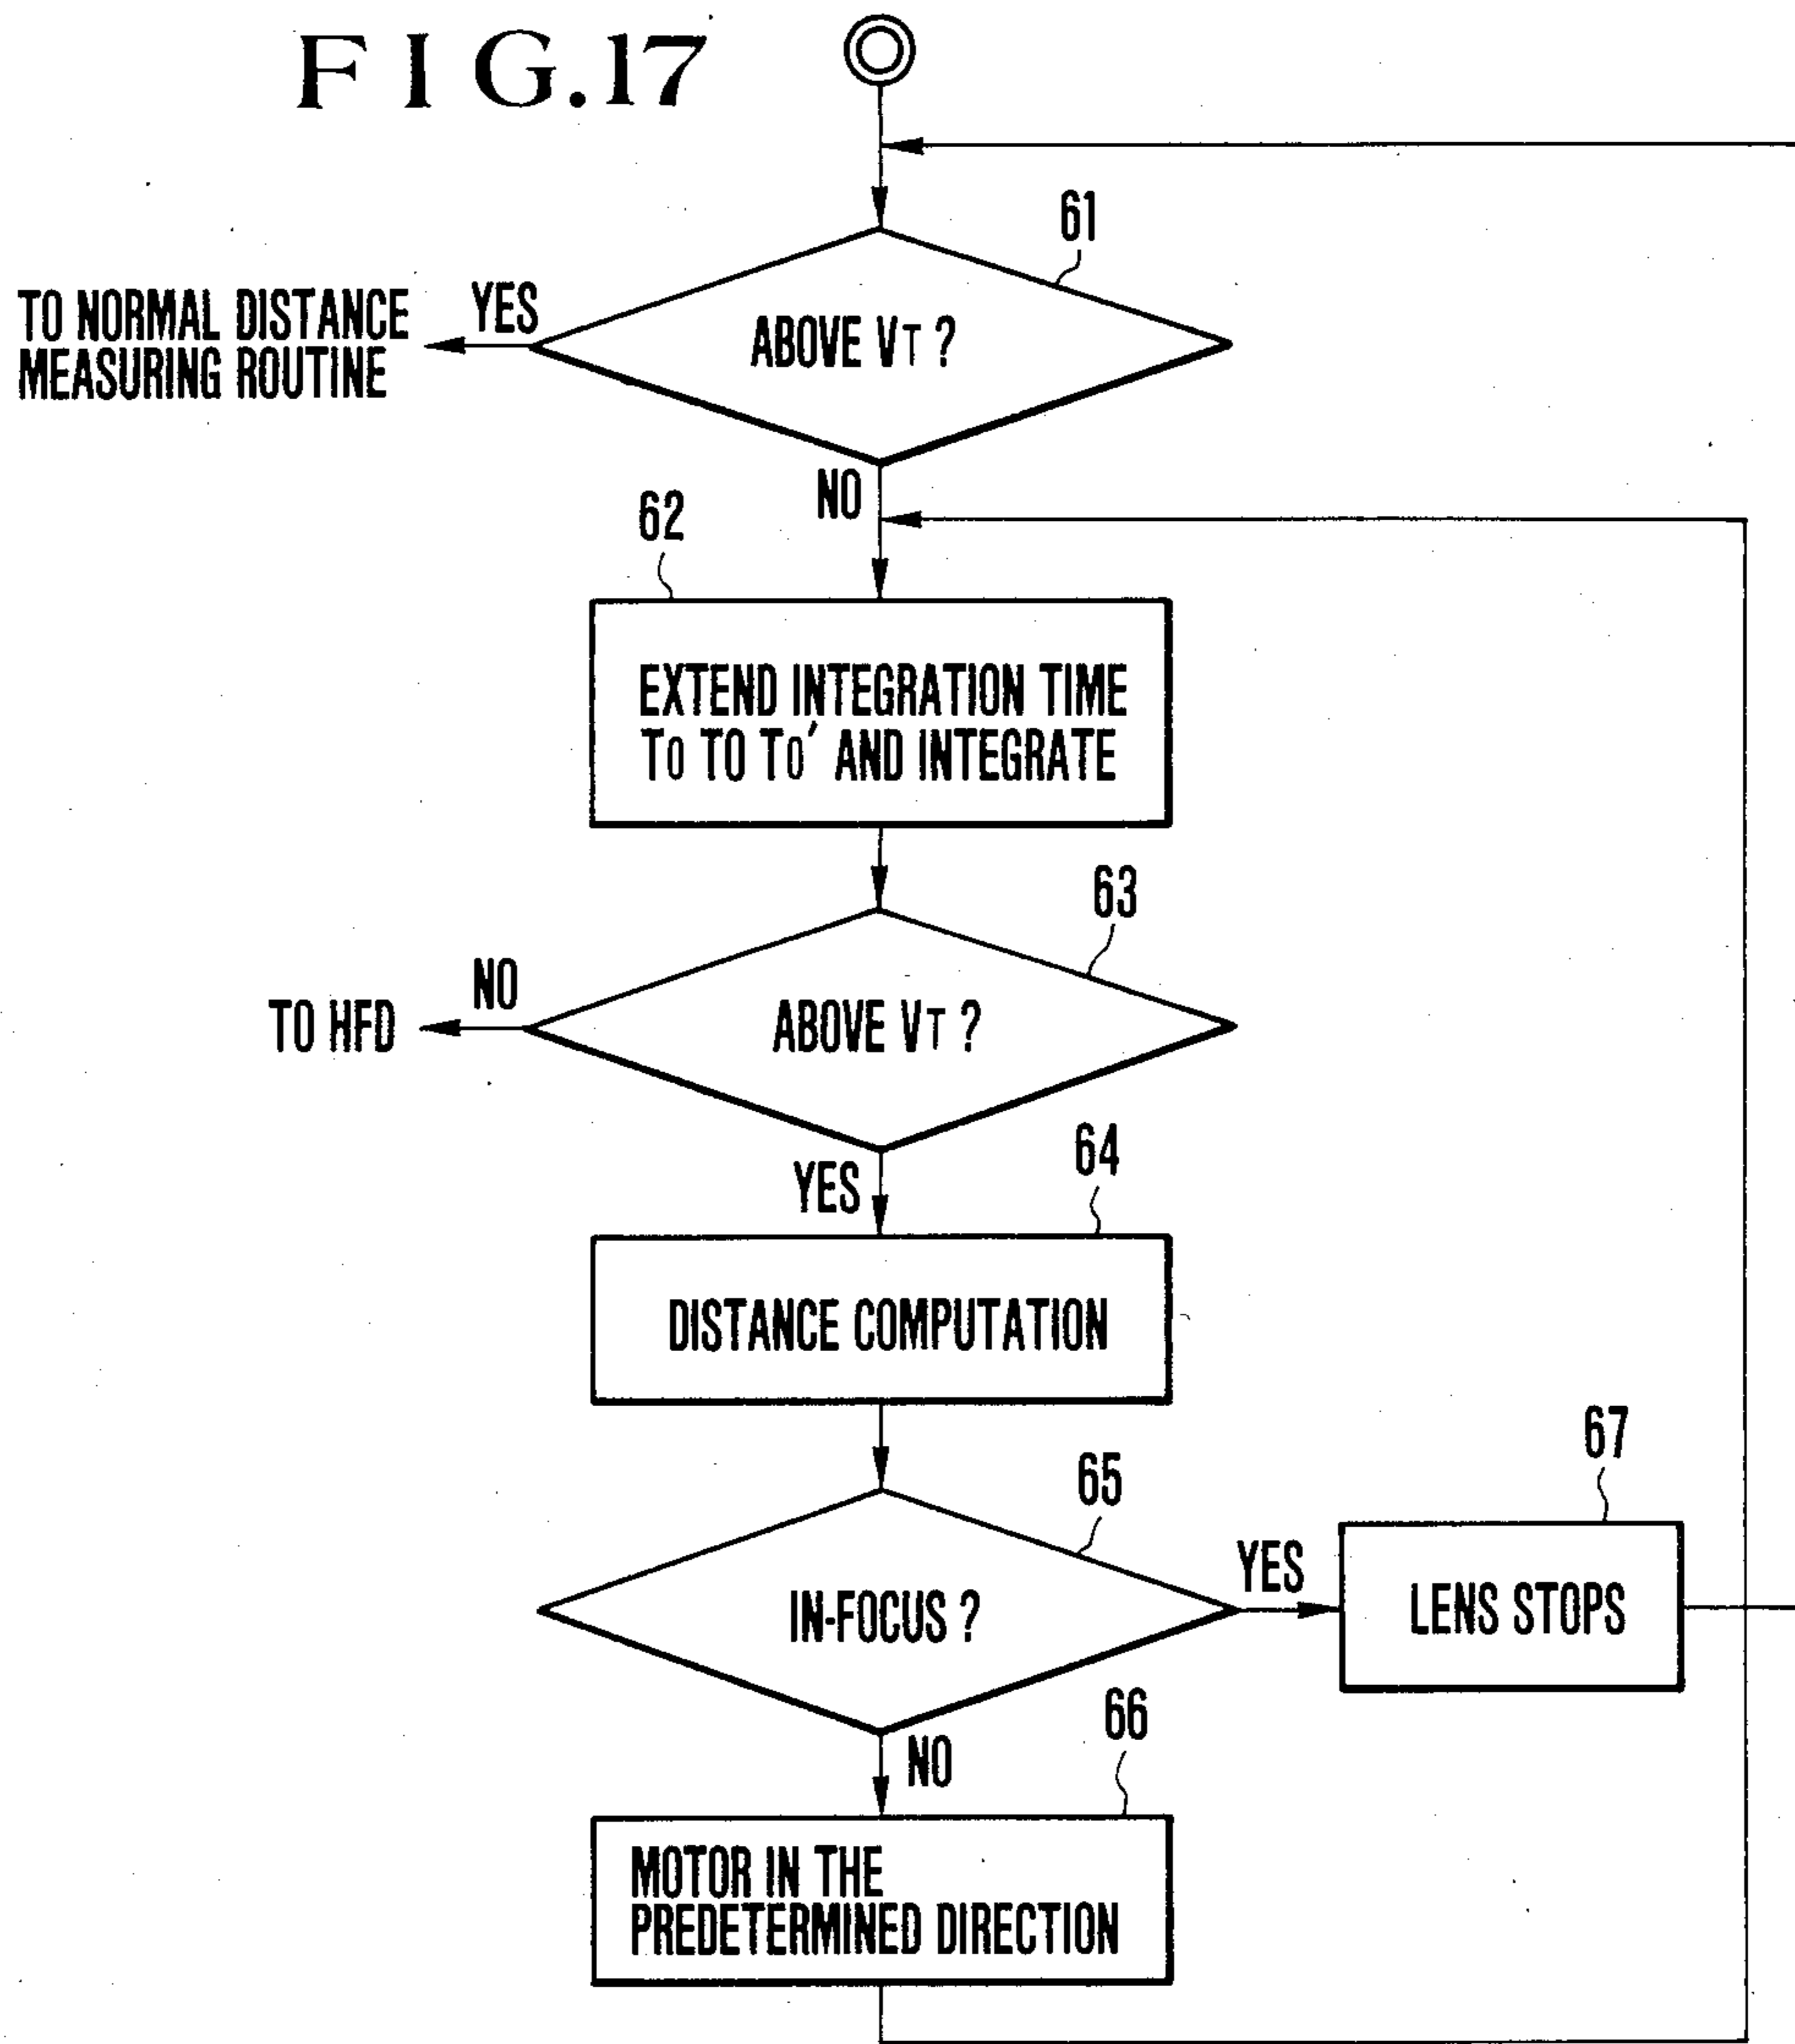 FIG.17
61
TO NORMAL DISTANCE
MEASURING ROUTINE
YES
ABOVE VT ?
NO
62
EXTEND INTEGRATION TIME
TO TO TO' AND INTEGRATE
63
NO
TO HFD
ABOVE VT ?
YES
64
DISTANCE COMPUTATION
65
67
YES
IN-FOCUS ?
LENS STOPS
66
NO
MOTOR IN THE
PREDETERMINED DIRECTION